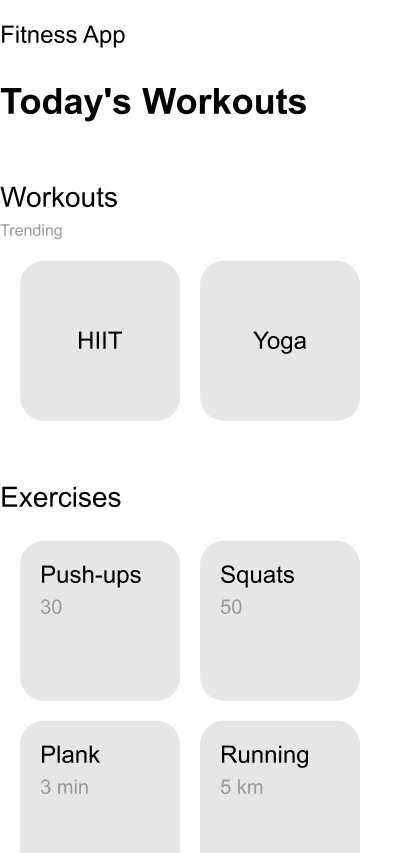 Fitness App
Today's Workouts
Workouts
Trending
HIIT
Yoga
Exercises
Push-ups
30
Squats
50
Plank
3 min
Running
5 km